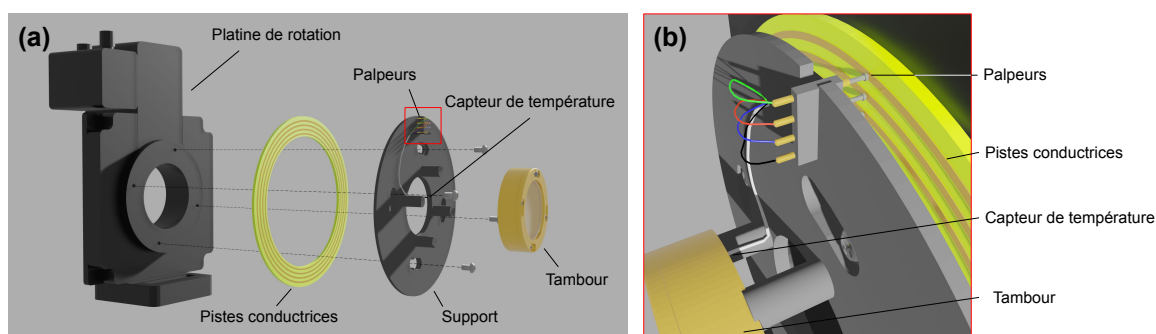 (a)
Platine de rotation
Palpeurs
Capteur de température
Tambour
Pistes conductrices
Support
(b)
Palpeurs
Pistes conductrices
Capteur de température
Tambour